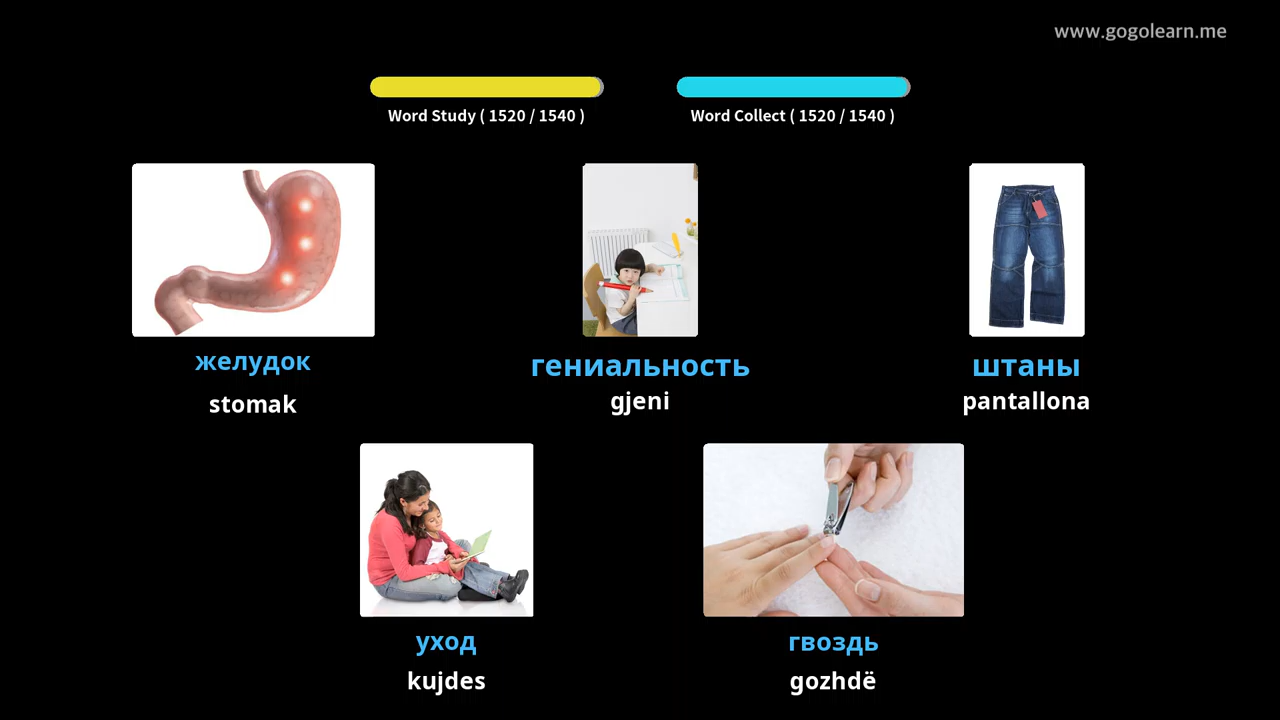 www.gogolearn.me
Word Study ( 1520 / 1540 )
Word Collect ( 1520 / 1540 )
желудок
stomak
гениальность
gjeni
штаны
pantallona
уход
kujdes
гвоздь
gozhdë